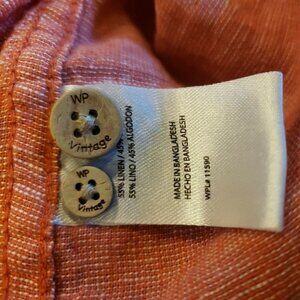 WP
Vintage
WP
Vintage
55% LINEN / 45%
55% LINO / 45% ALGODON
MADE IN BANGLADESH
HECHO EN BANGLADESH
WPL# 11590